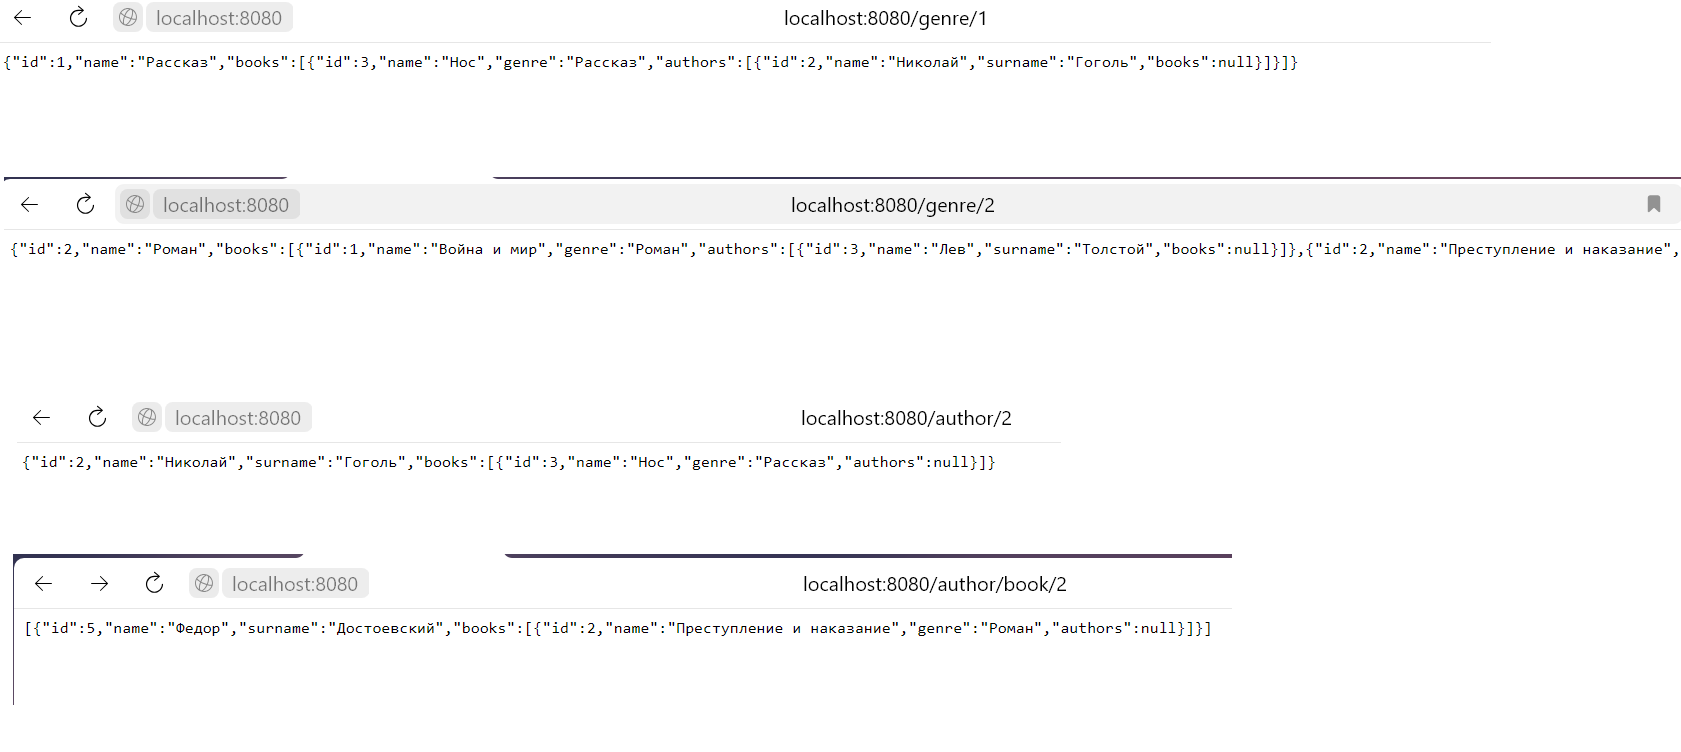 localhost:8080 localhost:8080/genre/1
{"id":1,"name":"Рассказ","books":[{"id":3,"name":"Нос","genre":"Рассказ","authors":[{"id":2,"name":"Николай","surname":"Гоголь","books":null}]}]}
localhost:8080 localhost:8080/genre/2
{"id":2,"name":"Роман","books":[{"id":1,"name":"Война и мир","genre":"Роман","authors":[{"id":3,"name":"Лев","surname":"Толстой","books":null}]},{"id":2,"name":"Преступление и наказание",
localhost:8080 localhost:8080/author/2
{"id":2,"name":"Николай","surname":"Гоголь","books":[{"id":3,"name":"Нос","genre":"Рассказ","authors":null}]}
localhost:8080 localhost:8080/author/book/2
[{"id":5,"name":"Федор","surname":"Достоевский","books":[{"id":2,"name":"Преступление и наказание","genre":"Роман","authors":null}]}]